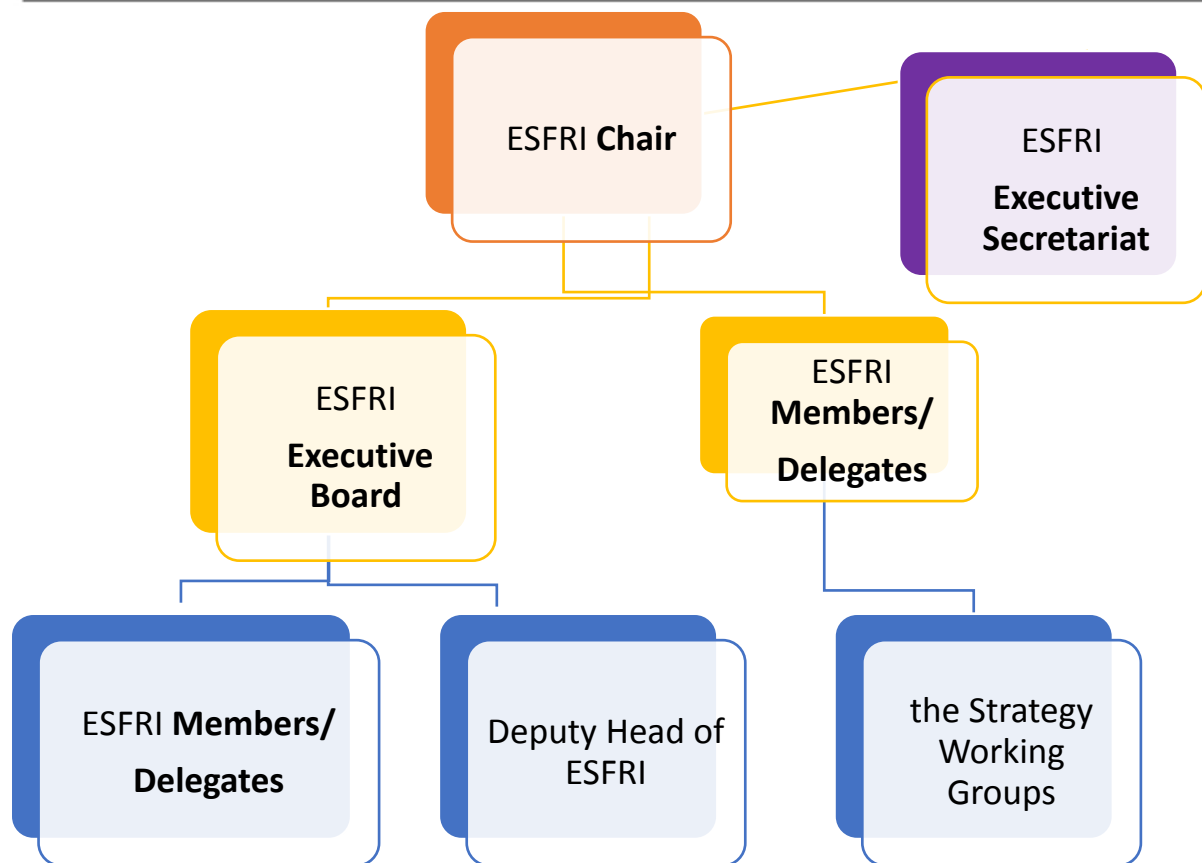 ESFRI Chair
ESFRI
Executive
Secretariat
ESFRI
Executive
Board
ESFRI
Members/
Delegates
ESFRI Members/
Delegates
Deputy Head of
ESFRI
the Strategy
Working
Groups